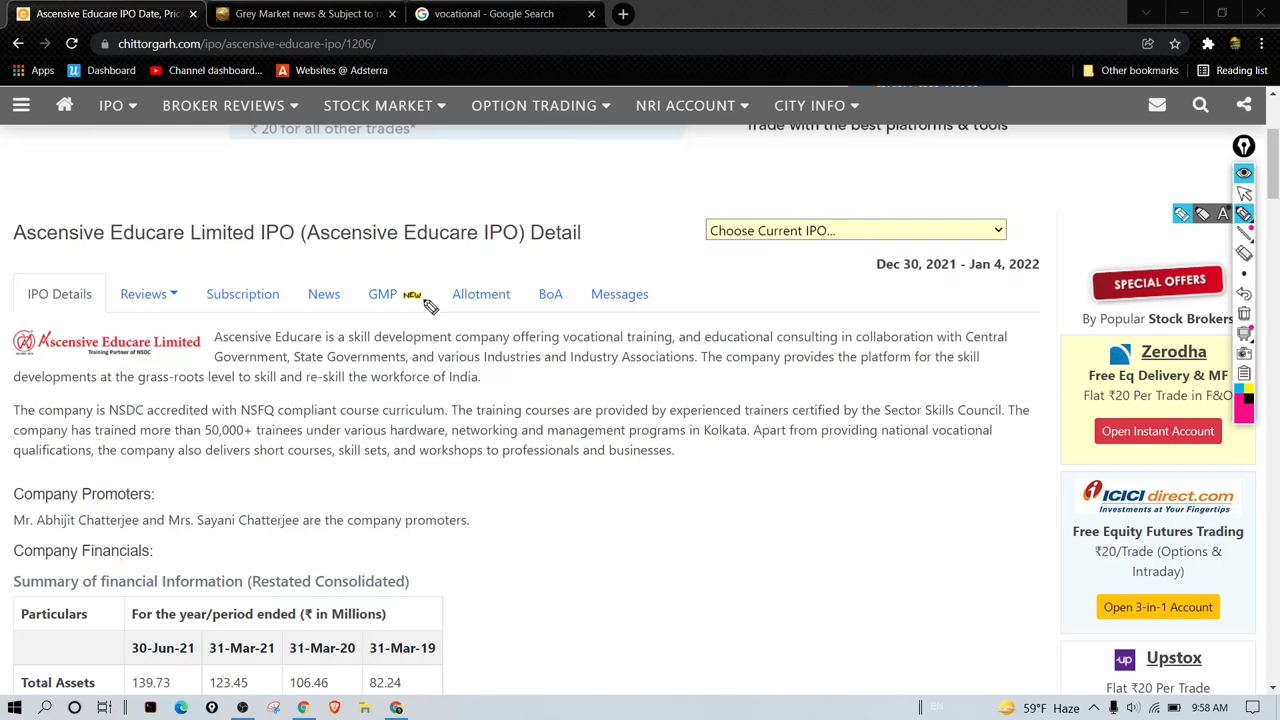 Ascensive Educare IPO Date, Pric
Grey Market news & Subject to r
vocational - Google Search
chittorgarh.com/ipo/ascensive-educare-ipo/1206/
Apps
Dashboard
Channel dashboard...
Websites @ Adsterra
Other bookmarks
Reading list
IPO
BROKER REVIEWS
STOCK MARKET
OPTION TRADING
NRI ACCOUNT
CITY INFO
₹ 20 for all other trades*
Trade with the best platforms & tools
Ascensive Educare Limited IPO (Ascensive Educare IPO) Detail
Choose Current IPO...
Dec 30, 2021 - Jan 4, 2022
IPO Details
Reviews
Subscription
News
GMP NEW
Allotment
BoA
Messages
Ascensive Educare Limited
Training Partner of NSDC
Ascensive Educare is a skill development company offering vocational training, and educational consulting in collaboration with Central
Government, State Governments, and various Industries and Industry Associations. The company provides the platform for the skill
developments at the grass-roots level to skill and re-skill the workforce of India.
The company is NSDC accredited with NSFQ compliant course curriculum. The training courses are provided by experienced trainers certified by the Sector Skills Council. The
company has trained more than 50,000+ trainees under various hardware, networking and management programs in Kolkata. Apart from providing national vocational
qualifications, the company also delivers short courses, skill sets, and workshops to professionals and businesses.
Company Promoters:
Mr. Abhijit Chatterjee and Mrs. Sayani Chatterjee are the company promoters.
Company Financials:
Summary of financial Information (Restated Consolidated)
Particulars
For the year/period ended (₹ in Millions)
30-Jun-21
31-Mar-21
31-Mar-20
31-Mar-19
Total Assets
139.73
123.45
106.46
82.24
SPECIAL OFFERS
By Popular Stock Brokers
Zerodha
Free Eq Delivery & MF
Flat ₹20 Per Trade in F&O
Open Instant Account
ICICI direct.com
Investments at Your Fingertips
Free Equity Futures Trading
₹20/Trade (Options &
Intraday)
Open 3-in-1 Account
up
Upstox
Flat ₹20 Per Trade
A
EN
59°F Haze
9:58 AM